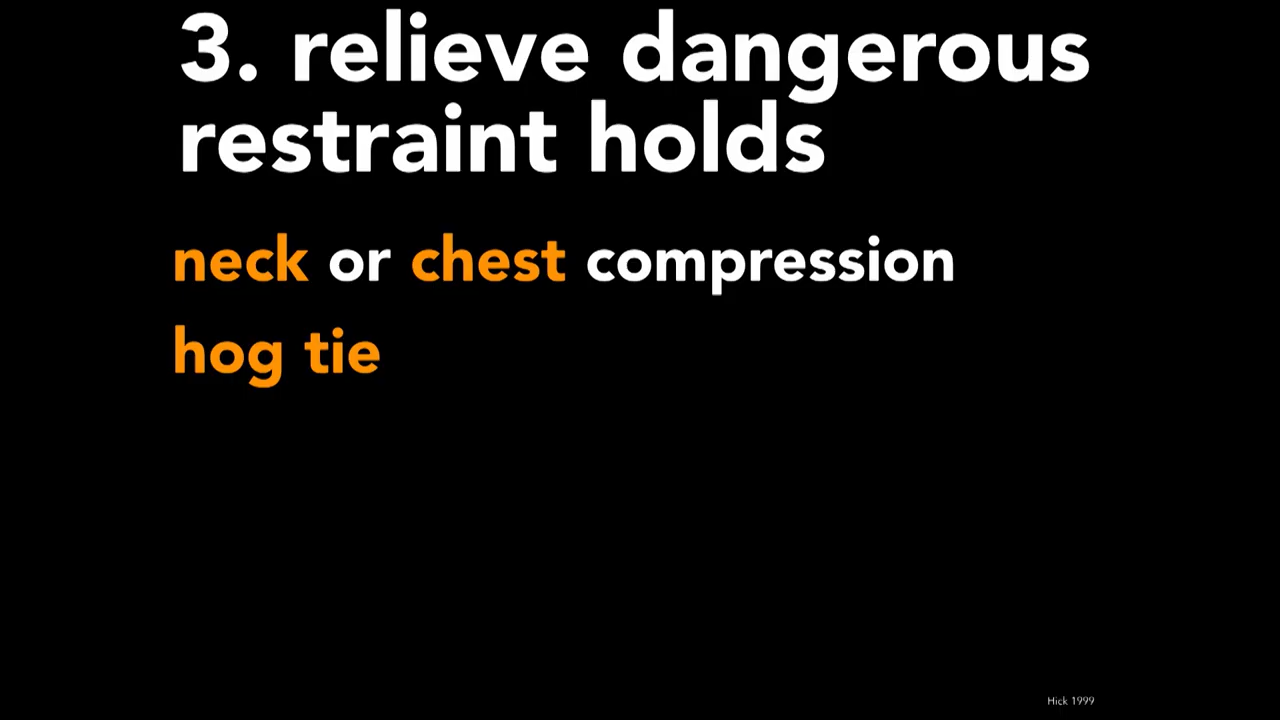 3. relieve dangerous
restraint holds
neck or chest compression
hog tie
Hick 1999